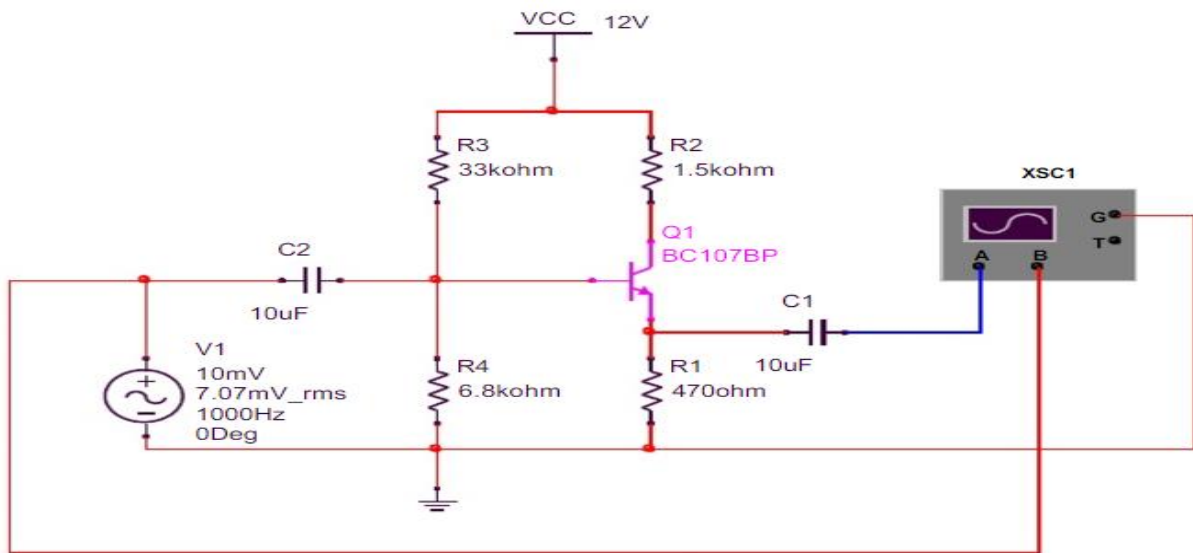 VCC 12V
R3
33kohm
R2
1.5kohm
XSC1
G
T
A B
Q1
BC107BP
C2
10uF
C1
10uF
V1
10mV
7.07mV_rms
1000Hz
0Deg
R4
6.8kohm
R1
470ohm